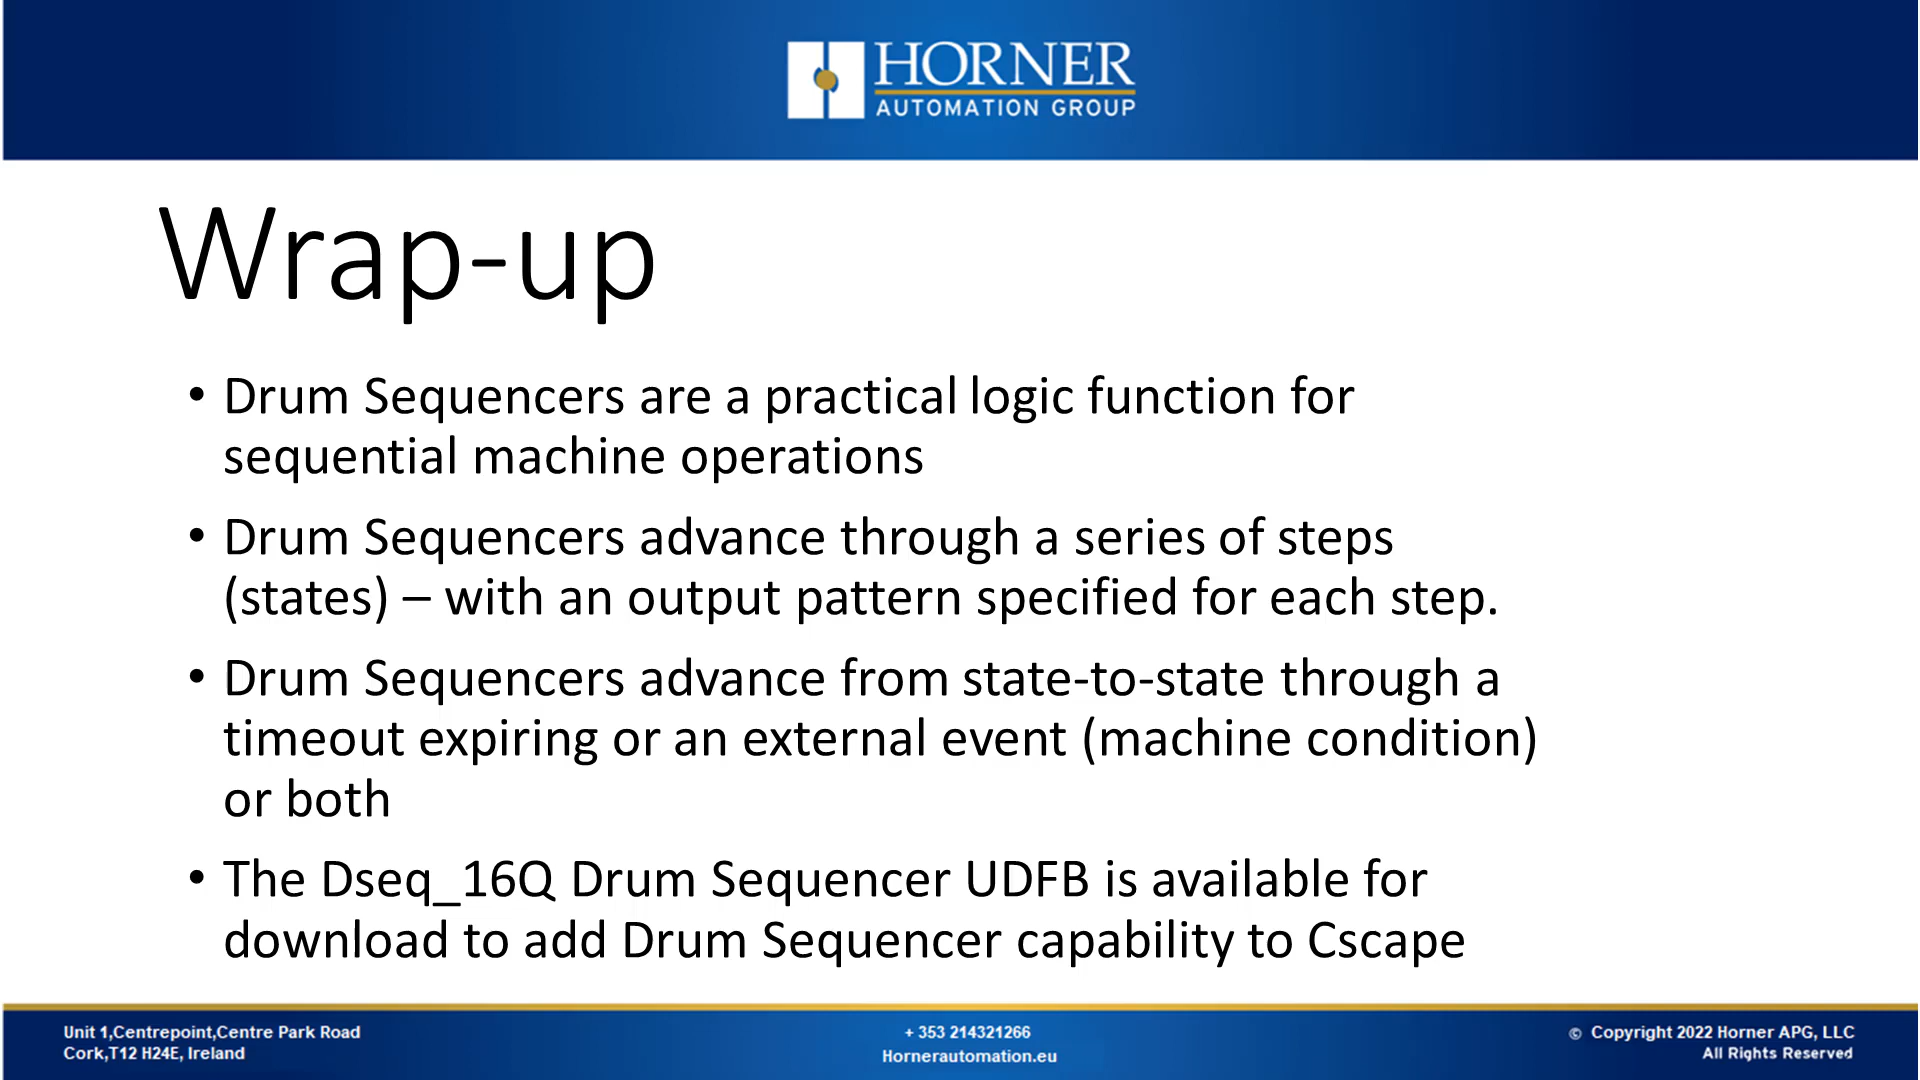 HORNER
AUTOMATION GROUP
Wrap-up
• Drum Sequencers are a practical logic function for
sequential machine operations
• Drum Sequencers advance through a series of steps
(states) – with an output pattern specified for each step.
• Drum Sequencers advance from state-to-state through a
timeout expiring or an external event (machine condition)
or both
• The Dseq_16Q Drum Sequencer UDFB is available for
download to add Drum Sequencer capability to Cscape
Unit 1,Centrepoint,Centre Park Road
Cork,T12 H24E, Ireland
+ 353 214321266
Hornerautomation.eu
© Copyright 2022 Horner APG, LLC
All Rights Reserved